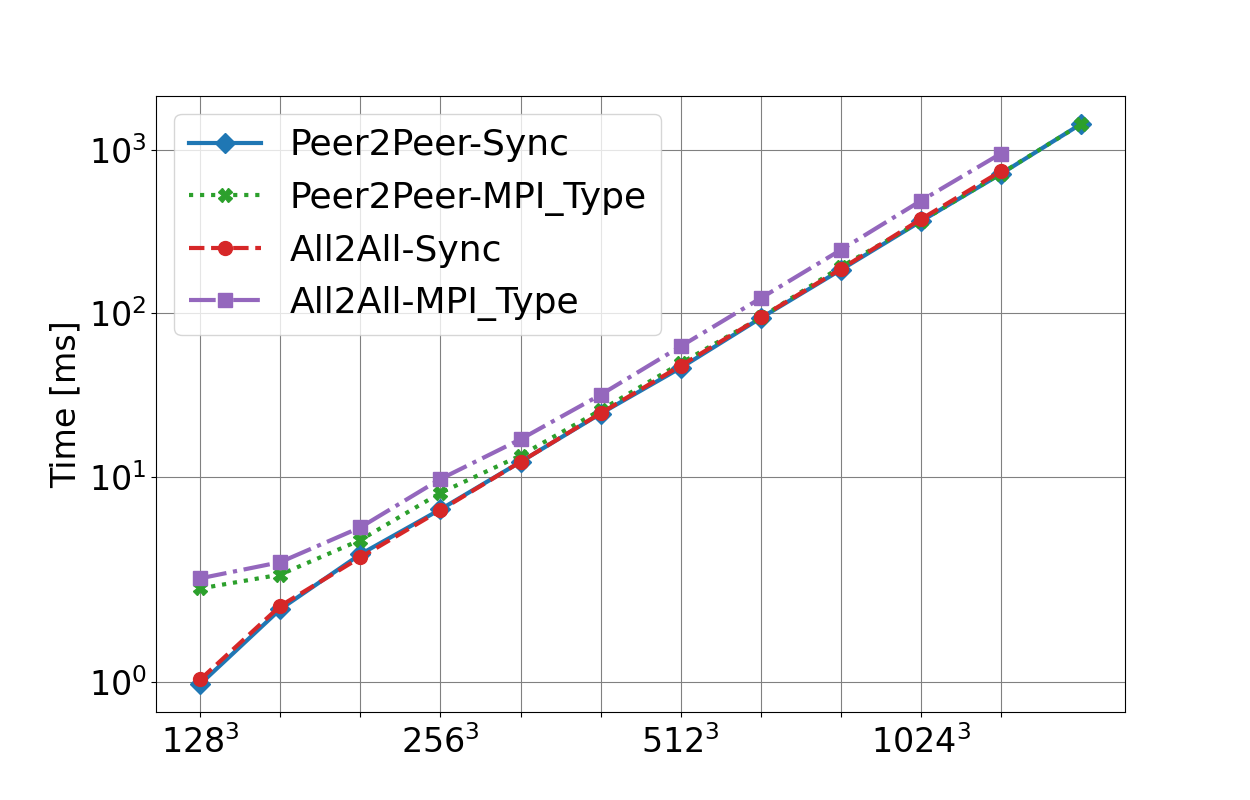 Peer2Peer-Sync
Peer2Peer-MPI_Type
All2All-Sync
All2All-MPI_Type
Time [ms]
10³
10²
10¹
10⁰
128³ 256³ 512³ 1024³